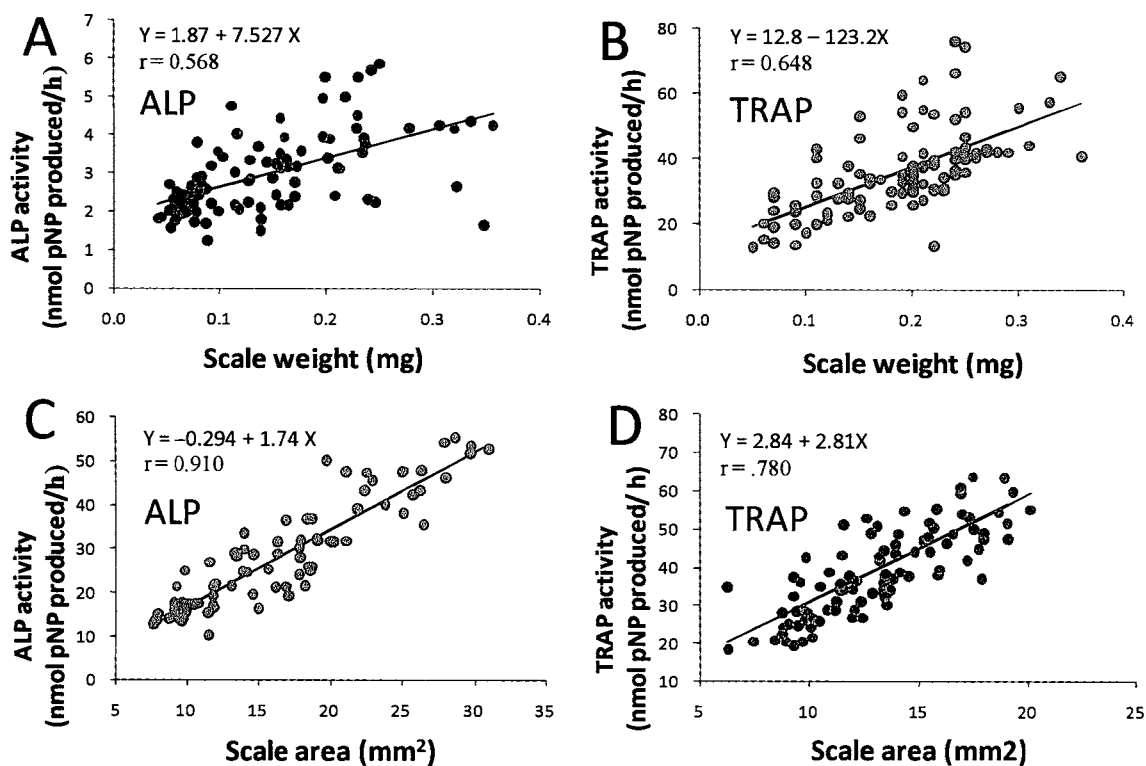 A
Y = 1.87 + 7.527 X
r = 0.568
ALP
ALP activity
(nmol pNP produced/h)
7
6
5
4
3
2
1
0
0.0 0.1 0.2 0.3 0.4
Scale weight (mg)
B
Y = 12.8 – 123.2X
r = 0.648
TRAP
TRAP activity
(nmol pNP produced/h)
80
60
40
20
0
0.0 0.1 0.2 0.3 0.4
Scale weight (mg)
C
Y = –0.294 + 1.74 X
r = 0.910
ALP
ALP activity
(nmol pNP produced/h)
60
50
40
30
20
10
0
5 10 15 20 25 30 35
Scale area (mm²)
D
Y = 2.84 + 2.81X
r = .780
TRAP
TRAP activity
(nmol pNP produced/ h)
80
70
60
50
40
30
20
10
5 10 15 20 25
Scale area (mm2)